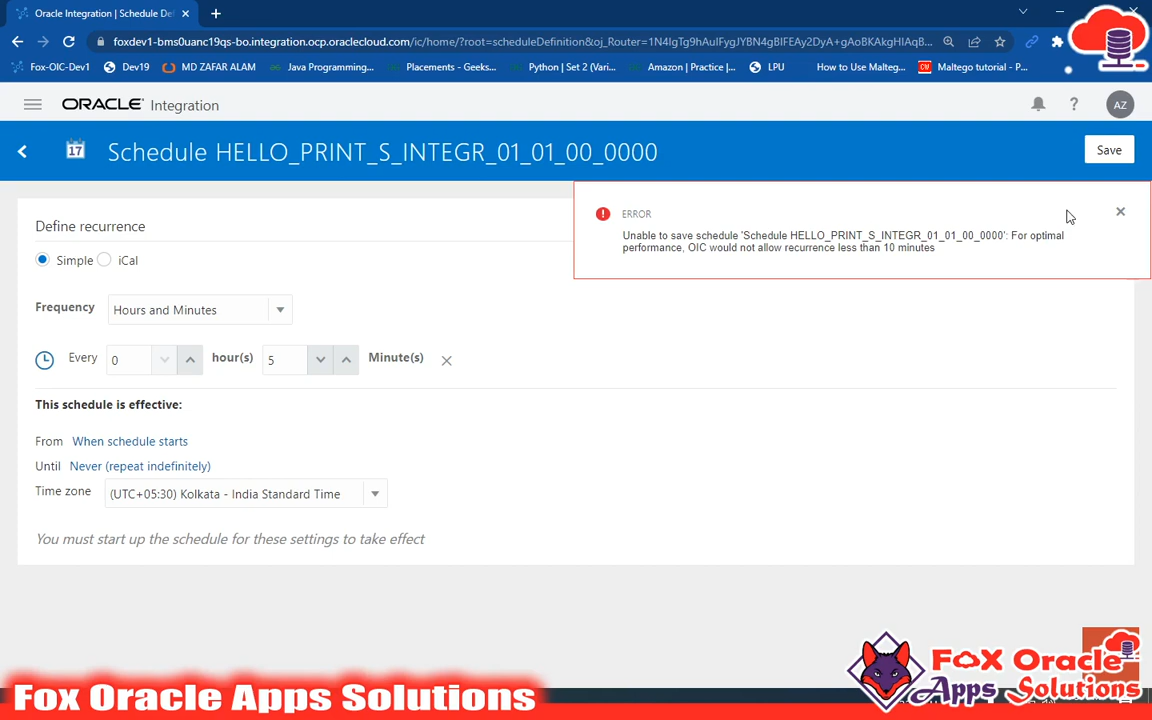 Oracle Integration | Schedule De
foxdev1-bms0uanc19qs-bo.integration.ocp.oraclecloud.com/ic/home/?root=scheduleDefinition&oj_Router=
Fox-OIC-Dev1 Dev19 MD ZAFAR ALAM Java Programming... Placements - Geeks... Python | Set 2 (Vari... Amazon | Practice |... LPU How to Use Malteg... Maltego tutorial - P...
ORACLE Integration AZ
17 Schedule HELLO_PRINT_S_INTEGR_01_01_00_0000 Save
ERROR
Unable to save schedule 'Schedule HELLO_PRINT_S_INTEGR_01_01_00_0000': For optimal
performance, OIC would not allow recurrence less than 10 minutes
Define recurrence
Simple iCal
Frequency Hours and Minutes
Every 0 hour(s) 5 Minute(s)
This schedule is effective:
From When schedule starts
Until Never (repeat indefinitely)
Time zone (UTC+05:30) Kolkata - India Standard Time
You must start up the schedule for these settings to take effect
Fox Oracle Apps Solutions
FOX Oracle
Apps Solutions